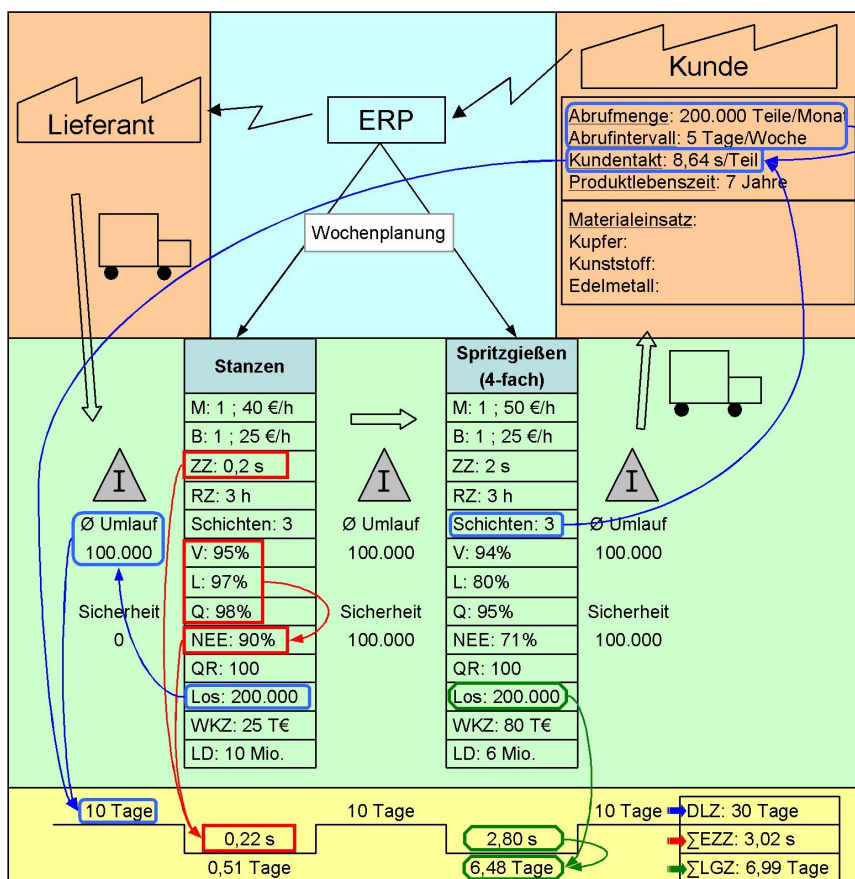 Lieferant
ERP
Kunde
Abrufmenge: 200.000 Teile/Monat
Abrufintervall: 5 Tage/Woche
Kundentakt: 8,64 s/Teil
Produktlebenszeit: 7 Jahre
Materialeinsatz:
Kupfer:
Kunststoff:
Edelmetall:
Wochenplanung
Stanzen
M: 1 ; 40 €/h
B: 1 ; 25 €/h
ZZ: 0,2 s
RZ: 3 h
Schichten: 3
V: 95%
L: 97%
Q: 98%
NEE: 90%
QR: 100
Los: 200.000
WKZ: 25 T€
LD: 10 Mio.
Spritzgießen
(4-fach)
M: 1 ; 50 €/h
B: 1 ; 25 €/h
ZZ: 2 s
RZ: 3 h
Schichten: 3
V: 94%
L: 80%
Q: 95%
NEE: 71%
QR: 100
Los: 200.000
WKZ: 80 T€
LD: 6 Mio.
I
Ø Umlauf
100.000
Sicherheit
0
I
Ø Umlauf
100.000
Sicherheit
100.000
I
Ø Umlauf
100.000
Sicherheit
100.000
10 Tage
10 Tage
10 Tage
0,22 s
2,80 s
0,51 Tage
6,48 Tage
DLZ: 30 Tage
∑EZZ: 3,02 s
∑LGZ: 6,99 Tage